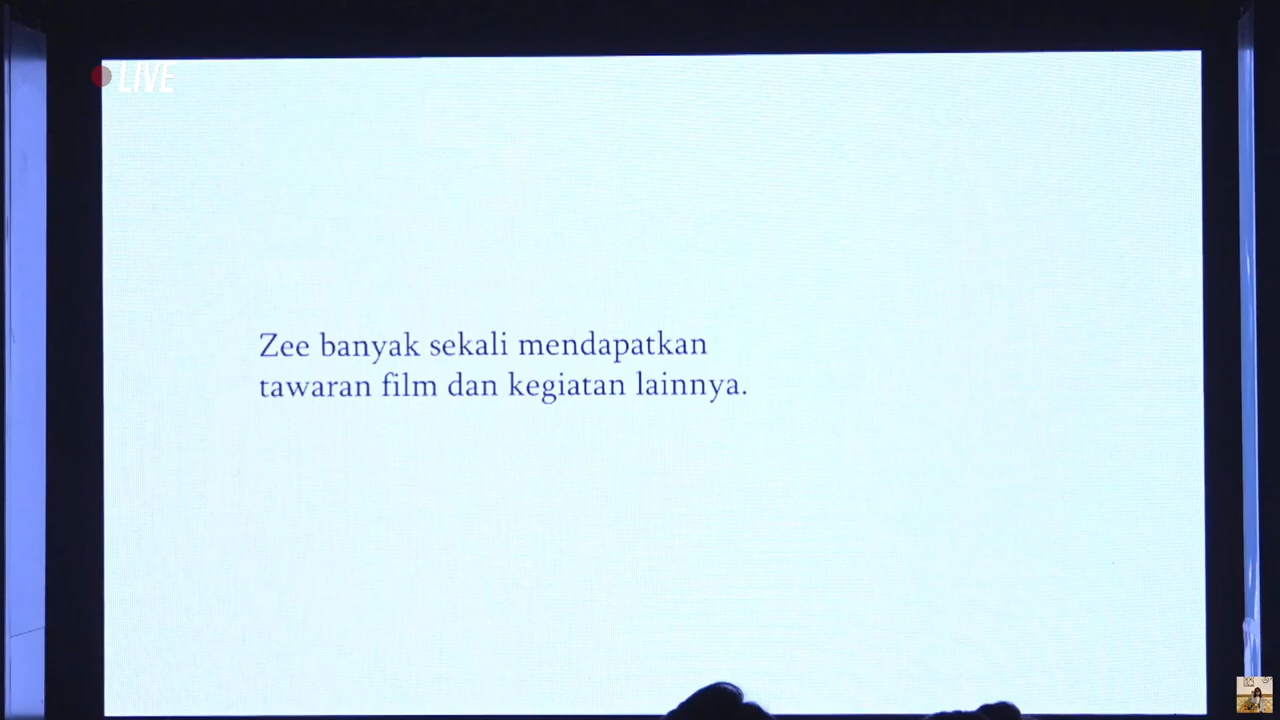 LIVE
Zee banyak sekali mendapatkan
tawaran film dan kegiatan lainnya.